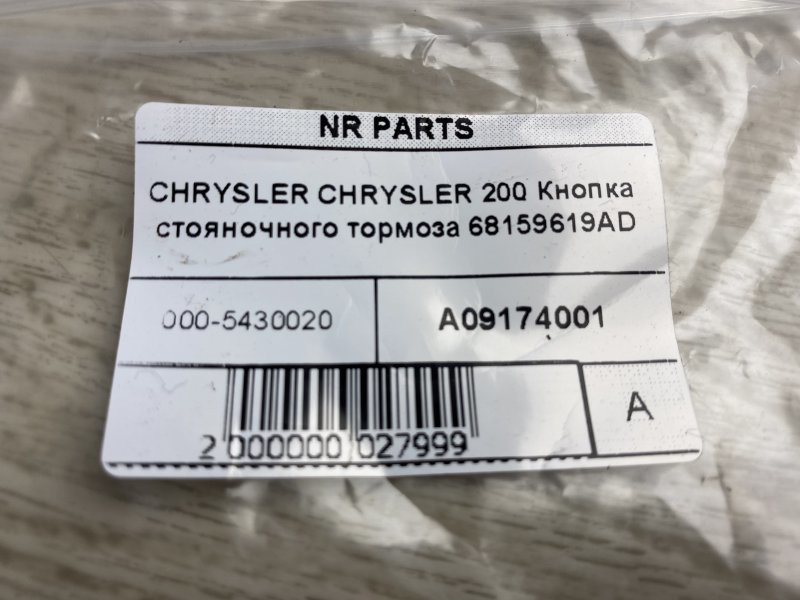 NR PARTS
CHRYSLER CHRYSLER 200 Кнопка
стояночного тормоза 68159619AD
000-5430020
A09174001
2 000000 027999
A